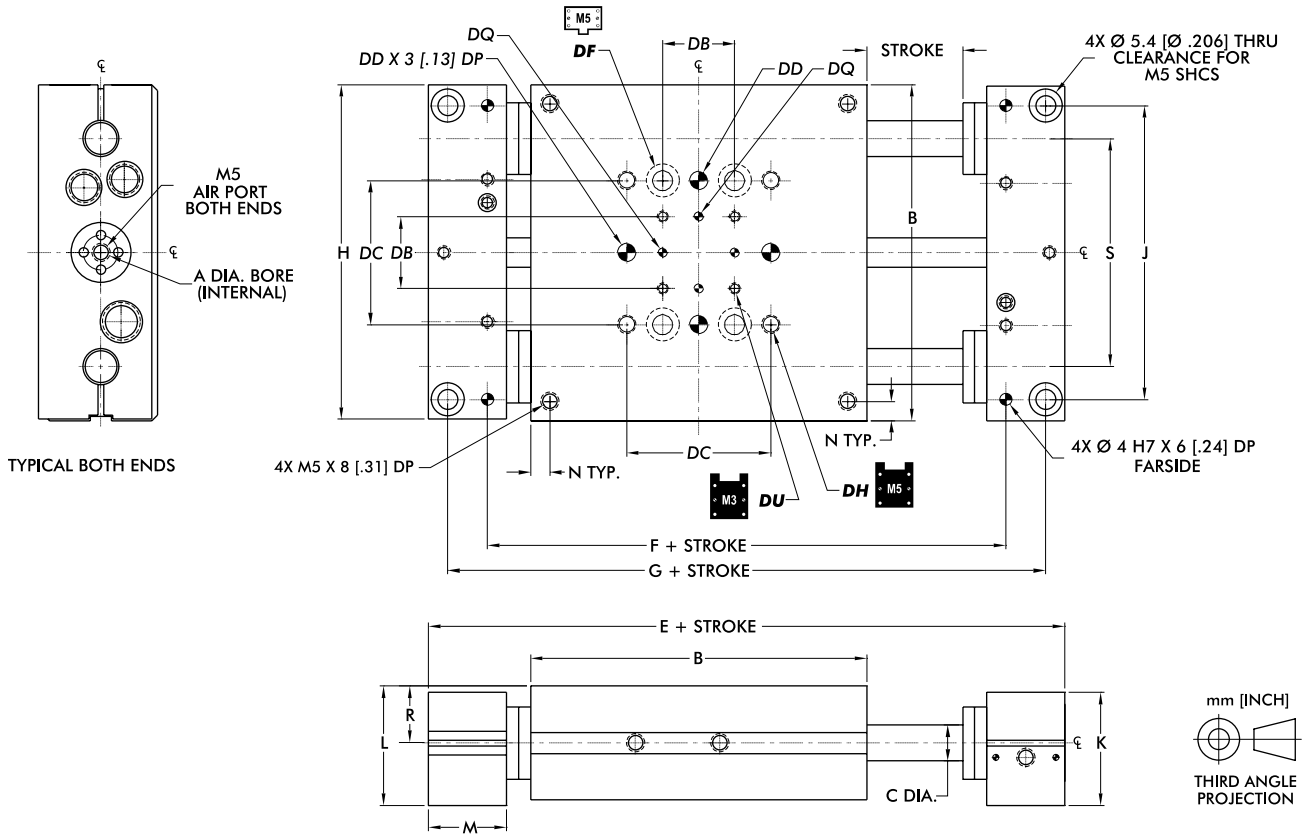 M5
DQ
DF
DB
STROKE
4X Ø 5.4 [Ø .206] THRU
CLEARANCE FOR
M5 SHCS
DD X 3 [.13] DP
℄
DD
DQ
℄
M5
AIR PORT
BOTH ENDS
℄
A DIA. BORE
(INTERNAL)
H
DC
DB
B
S
J
℄
TYPICAL BOTH ENDS
4X M5 X 8 [.31] DP
N TYP.
DC
N TYP.
M3
DU
DH
M5
4X Ø 4 H7 X 6 [.24] DP
FARSIDE
F + STROKE
G + STROKE
E + STROKE
B
R
L
M
C DIA.
K
℄
mm [INCH]
THIRD ANGLE
PROJECTION